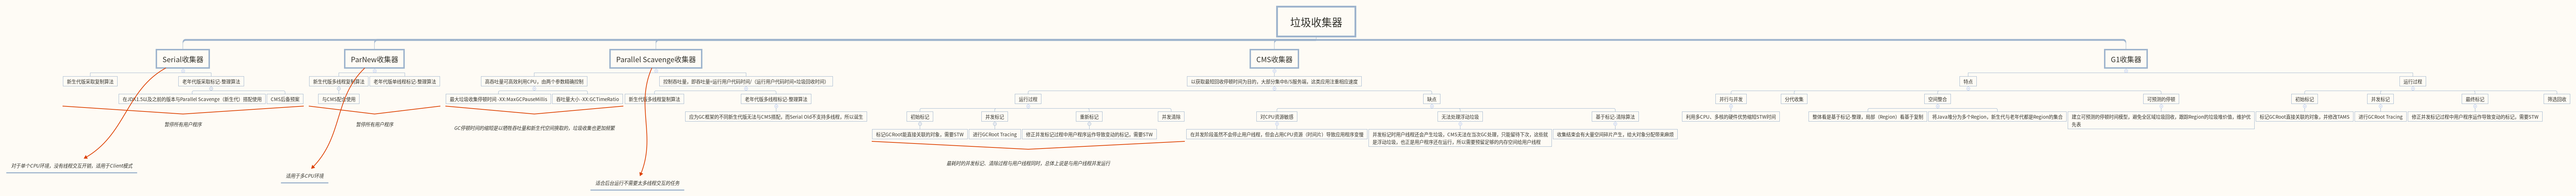 垃圾收集器
Serial收集器
新生代版采取复制算法
老年代版采取标记-整理算法
在JDK1.5以及之前的版本与Parallel Scavenge（新生代）搭配使用
CMS后备预案
暂停所有用户程序
对于单个CPU环境，没有线程交互开销。适用于Client模式
ParNew收集器
新生代版多线程复制算法
老年代版单线程标记-整理算法
与CMS配合使用
暂停所有用户程序
适用于多CPU环境
Parallel Scavenge收集器
高吞吐量可高效利用CPU，由两个参数精确控制
控制吞吐量，即吞吐量=运行用户代码时间/（运行用户代码时间+垃圾回收时间）
最大垃圾收集停顿时间 -XX:MaxGCPauseMillis
吞吐量大小 -XX:GCTimeRatio
新生代版多线程复制算法
老年代版多线程标记-整理算法
应为GC框架的不同新生代版无法与CMS搭配，而Serial Old不支持多线程，所以诞生
GC停顿时间的缩短是以牺牲吞吐量和新生代空间换取的，垃圾收集也更加频繁
适合后台运行不需要太多线程交互的任务
CMS收集器
以获取最短回收停顿时间为目的，大部分集中B/S服务端，这类应用注重相应速度
运行过程
初始标记
标记GCRoot能直接关联的对象，需要STW
并发标记
进行GCRoot Tracing
重新标记
修正并发标记过程中用户程序运作导致变动的标记，需要STW
并发清除
最耗时的并发标记、清除过程与用户线程同时，总体上说是与用户线程并发运行
缺点
对CPU资源敏感
在并发阶段虽然不会停止用户线程，但会占用CPU资源（时间片）导致应用程序变慢
无法处理浮动垃圾
并发标记时用户线程还会产生垃圾，CMS无法在当次GC处理，只能留待下次，这些就
是浮动垃圾，也正是用户程序还在运行，所以需要预留足够的内存空间给用户线程
基于标记-清除算法
收集结束会有大量空间碎片产生，给大对象分配带来麻烦
G1收集器
特点
并行与并发
利用多CPU、多核的硬件优势缩短STW时间
分代收集
空间整合
整体看是基于标记-整理，局部（Region）看基于复制
将Java堆分为多个Region，新生代与老年代都是Region的集合
可预测的停顿
建立可预测的停顿时间模型，避免全区域垃圾回收，跟踪Region的垃圾堆价值，维护优
先表
运行过程
初始标记
标记GCRoot直接关联的对象，并修改TAMS
并发标记
进行GCRoot Tracing
最终标记
修正并发标记过程中用户程序运作导致变动的标记，需要STW
筛选回收